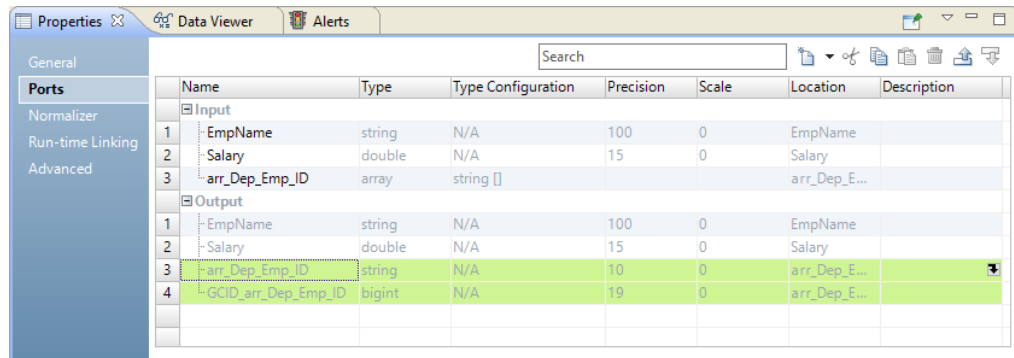 Properties Data Viewer Alerts
Search
General
Ports
Normalizer
Run-time Linking
Advanced
Name Type Type Configuration Precision Scale Location Description
Input
1 EmpName string N/A 100 0 EmpName
2 Salary double N/A 15 0 Salary
3 arr_Dep_Emp_ID array string [] arr_Dep_E...
Output
1 EmpName string N/A 100 0 EmpName
2 Salary double N/A 15 0 Salary
3 arr_Dep_Emp_ID string N/A 10 0 arr_Dep_E...
4 GCID_arr_Dep_Emp_ID bigint N/A 19 0 arr_Dep_E...